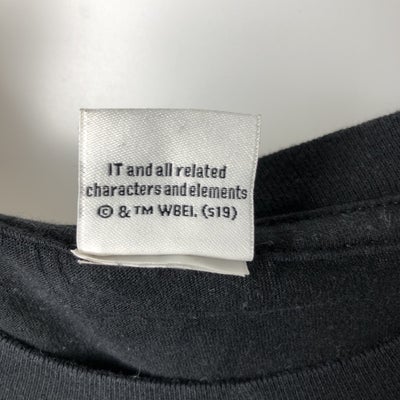 IT and all related
characters and elements
© & TM WBEI. (s19)